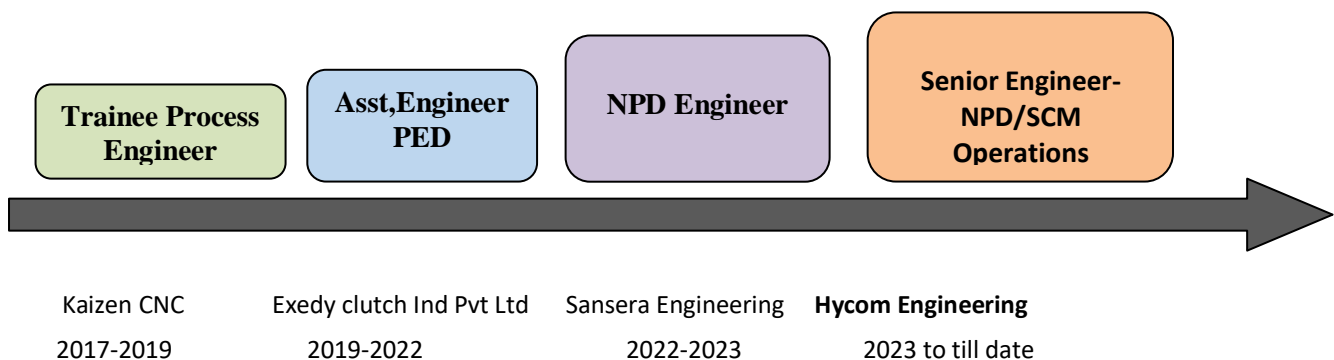 Trainee Process
Engineer
Asst,Engineer
PED
NPD Engineer
Senior Engineer-
NPD/SCM
Operations
Kaizen CNC
Exedy clutch Ind Pvt Ltd
Sansera Engineering
Hycom Engineering
2017-2019
2019-2022
2022-2023
2023 to till date